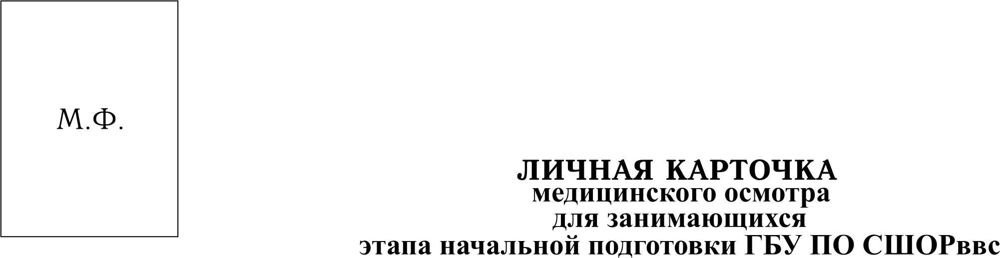 М.Ф.
ЛИЧНАЯ КАРТОЧКА
медицинского осмотра
для занимающихся
этапа начальной подготовки ГБУ ПО СШОРввс